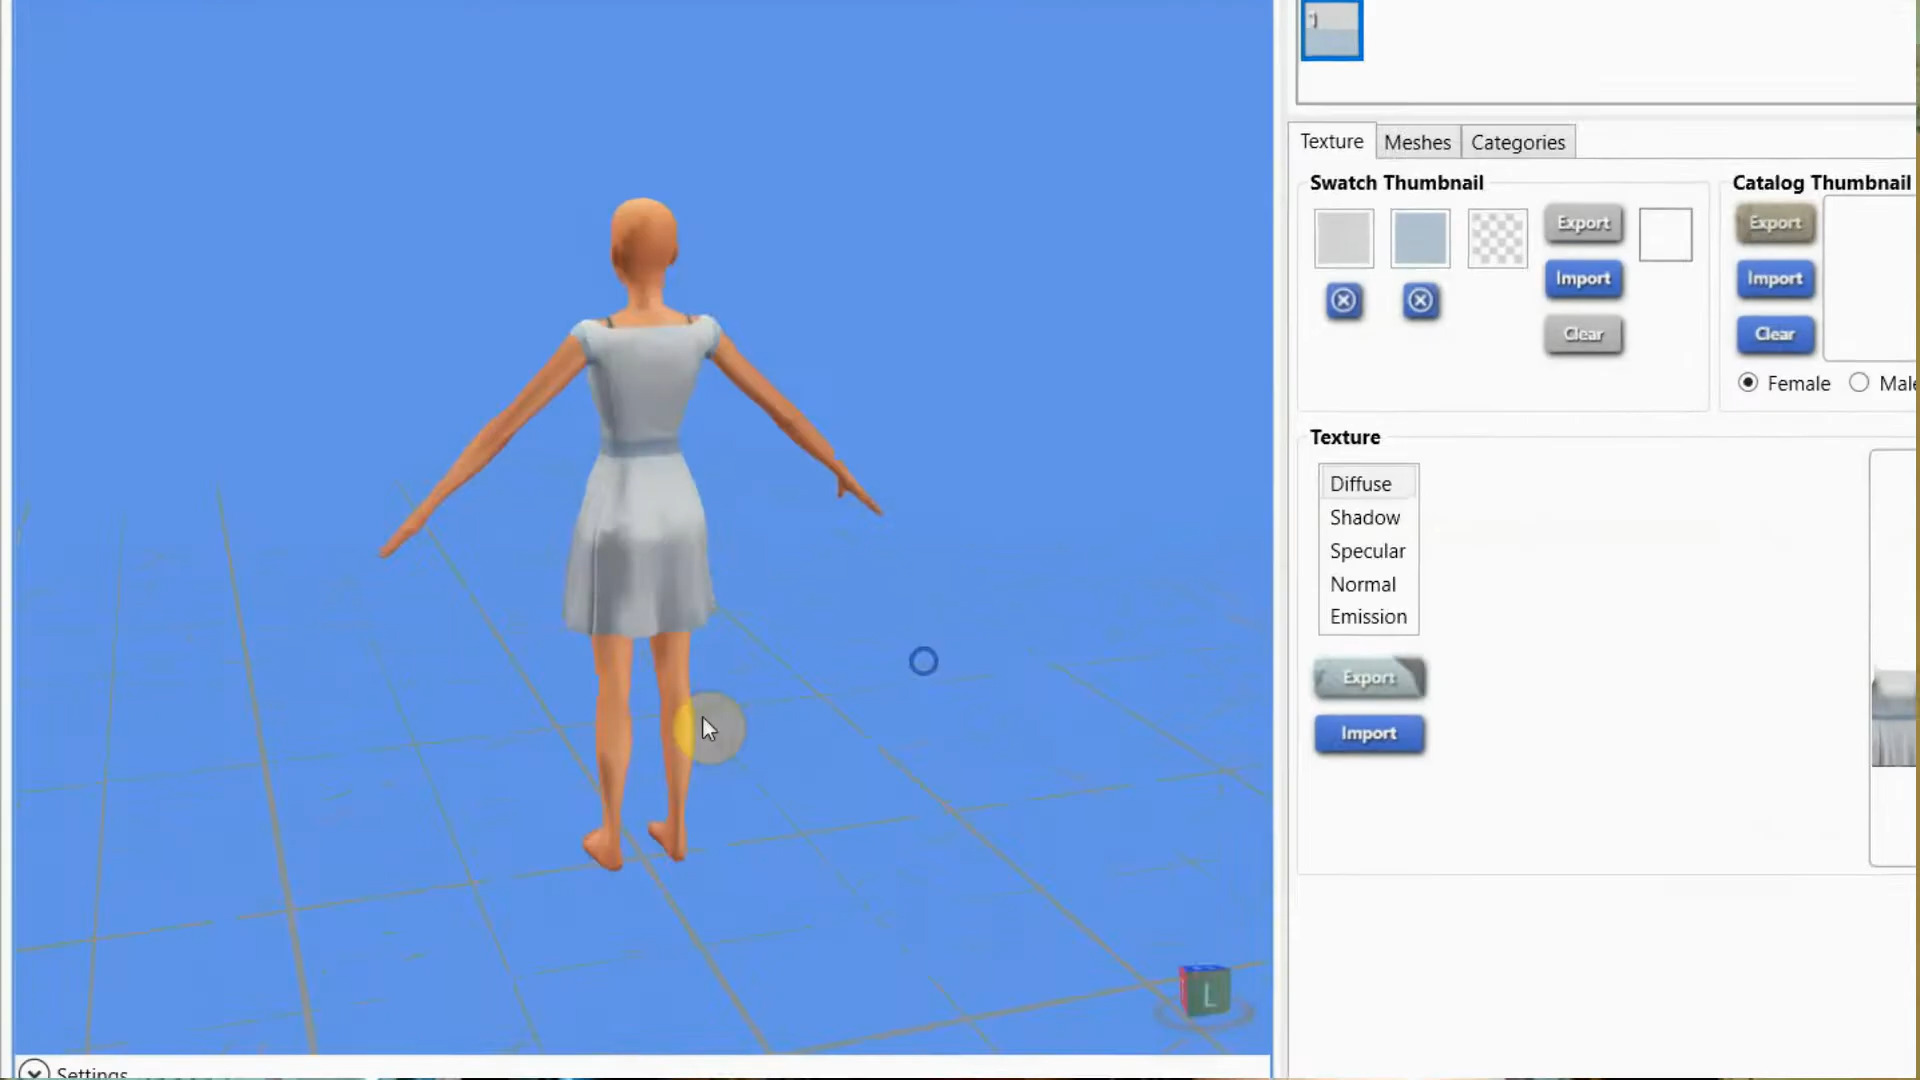 Texture Meshes Categories
Swatch Thumbnail
Catalog Thumbnail
Export
Import
Clear
Export
Import
Clear
Female
Male
Texture
Diffuse
Shadow
Specular
Normal
Emission
Export
Import
L
Settings